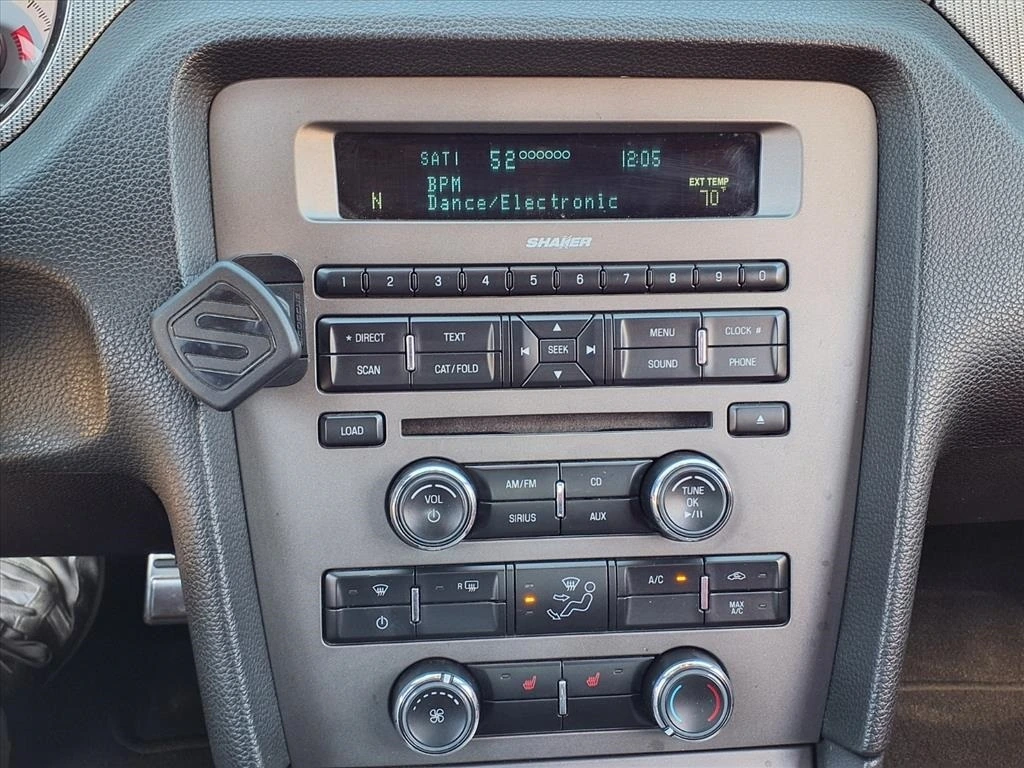 SAT1 52 12:05
BPM
N Dance/Electronic
EXT TEMP
70°F
SHAKER
1 2 3 4 5 6 7 8 9 0
* DIRECT TEXT SEEK MENU CLOCK #
SCAN CAT/FOLD SOUND PHONE
LOAD
VOL AM/FM CD TUNE
OK
SIRIUS AUX
R A/C
MAX
A/C